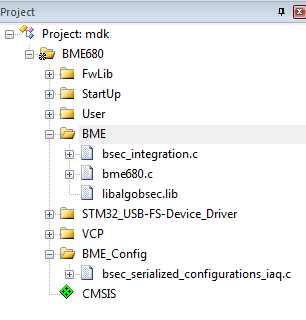 Project
Project: mdk
BME680
FwLib
StartUp
User
BME
bsec_integration.c
bme680.c
libalgobsec.lib
STM32_USB-FS-Device_Driver
VCP
BME_Config
bsec_serialized_configurations_iaq.c
CMSIS